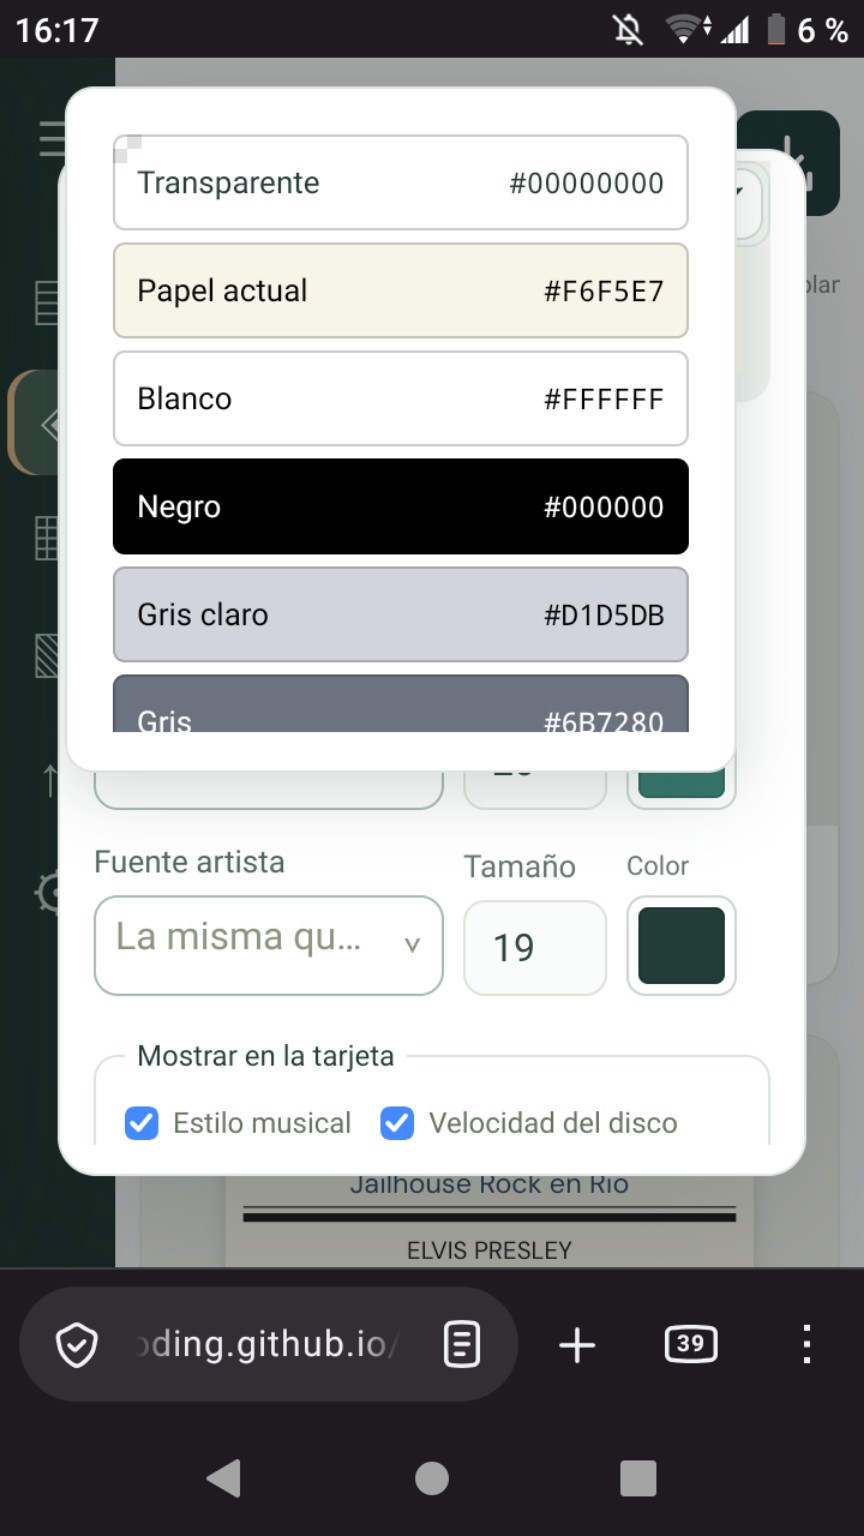 16:17 6 %
Transparente #00000000
Papel actual #F6F5E7
Blanco #FFFFFF
Negro #000000
Gris claro #D1D5DB
Gris #6B7280
Fuente artista Tamaño Color
La misma qu... 19
Mostrar en la tarjeta
Estilo musical Velocidad del disco
Jailhouse Rock en Rio
ELVIS PRESLEY
oding.github.io/ 39